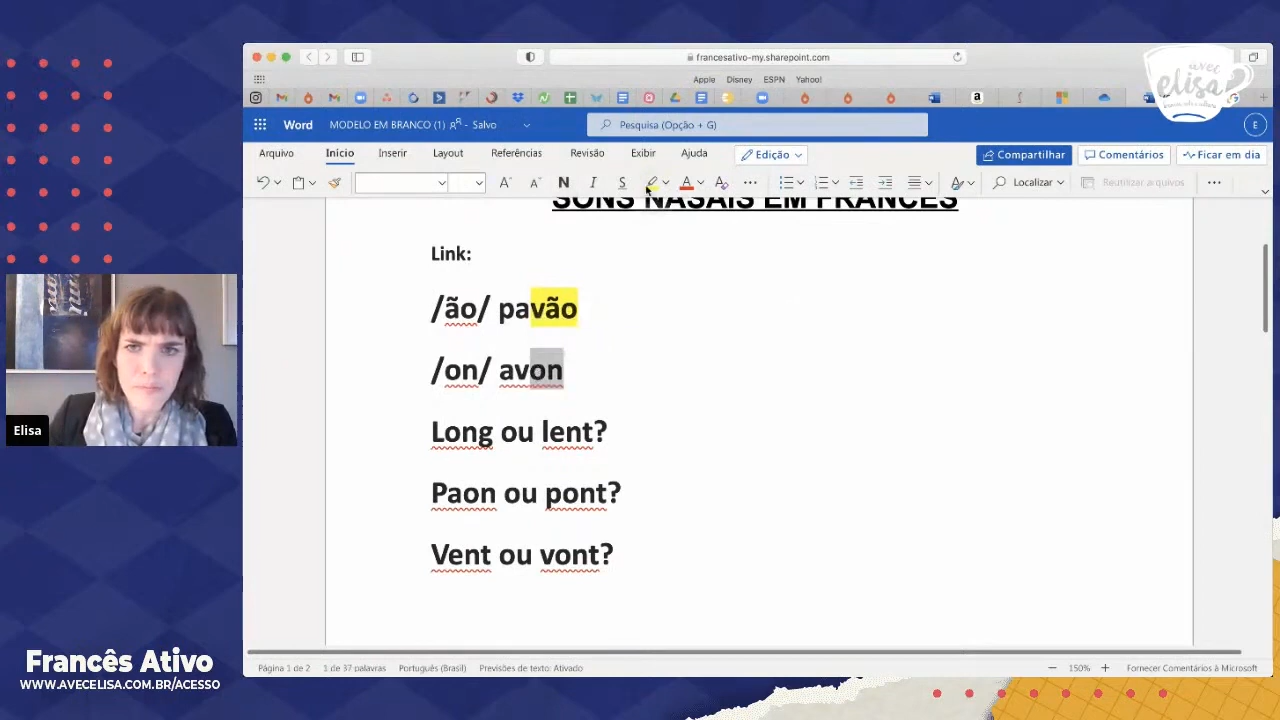 francesativo-my.sharepoint.com
avec
elisa
Apple Disney ESPN Yahoo!
Word MODELO EM BRANCO (1) - Salvo
Pesquisa (Opção + G)
E
Arquivo Início Inserir Layout Referências Revisão Exibir Ajuda Edição Compartilhar Comentários Ficar em dia
N I S A Localizar Reutilizar arquivos
SONS NASAIS EM FRANCÊS
Link:
/ão/ pavão
/on/ avon
Long ou lent?
Paon ou pont?
Vent ou vont?
Elisa
Francês Ativo
WWW.AVECELISA.COM.BR/ACESSO
Página 1 de 2 1 de 37 palavras Português (Brasil) Previsões de texto: Ativado 150% Fornecer Comentários à Microsoft